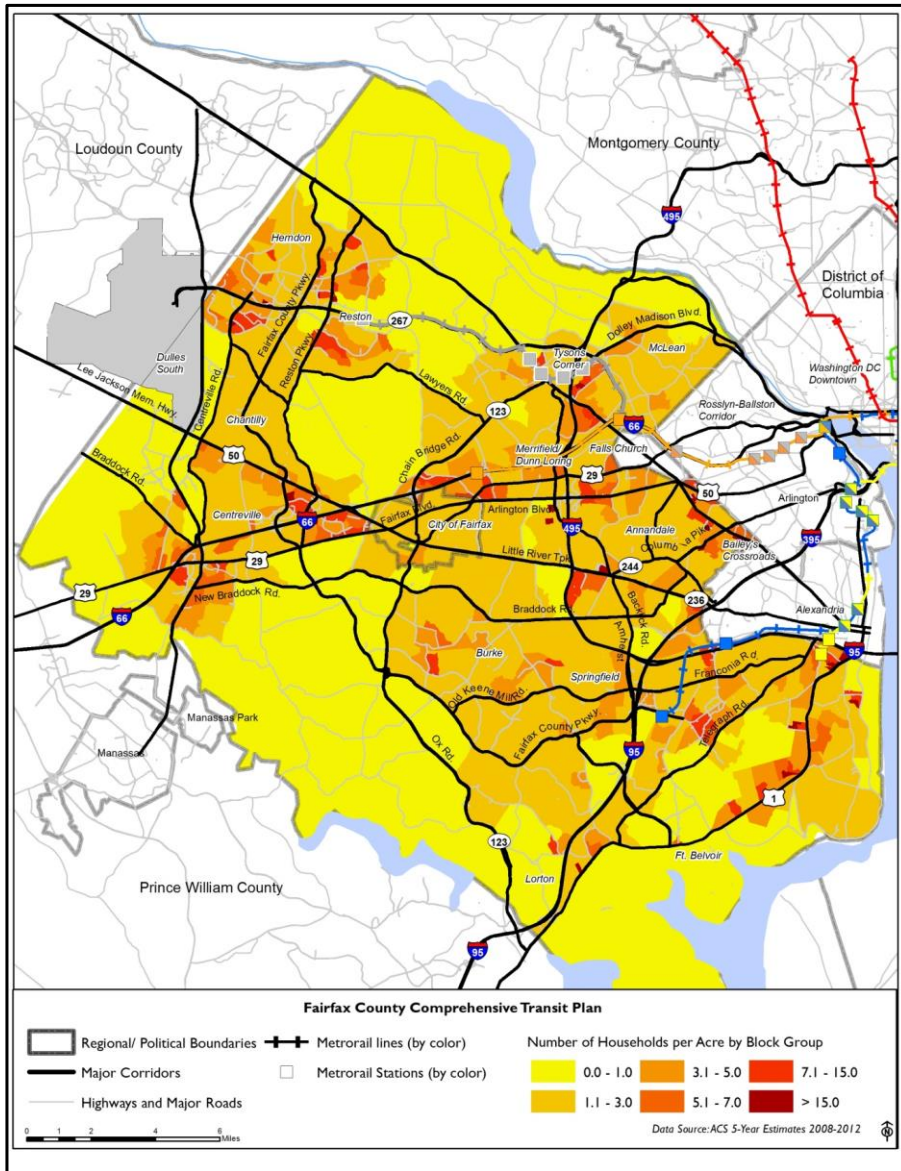 Loudoun County
Montgomery County
495
Herndon
District of
Columbia
Fairfax County Pkwy.
Reston
267
Dolley Madison Blvd.
Tysons
Corner
McLean
Reston Pkwy.
Dulles
South
Washington DC
Downtown
Lee Jackson Mem. Hwy.
Centreville Rd.
Lawyers Rd.
Rosslyn-Ballston
Corridor
123
Chantilly
66
Chain Bridge Rd.
Merrifield/
Dunn Loring
Falls Church
50
Braddock Rd.
29
50
Arlington
Centreville
66
Fairfax Blvd.
City of Fairfax
Arlington Blvd.
495
Annandale
Columbia Pike
Bailey's
Crossroads
395
Little River Tpk.
29
244
29
New Braddock Rd.
236
66
Braddock Rd.
Backlick Rd.
Alexandria
Amherst
95
Burke
Franconia Rd.
Springfield
Old Keene Mill Rd.
Manassas Park
Fairfax County Pkwy.
Telegraph Rd.
Manassas
Ox Rd.
95
1
123
Ft. Belvoir
Lorton
Prince William County
95
Fairfax County Comprehensive Transit Plan
Regional/ Political Boundaries
Metrorail lines (by color)
Number of Households per Acre by Block Group
Major Corridors
Metrorail Stations (by color)
0.0 - 1.0
3.1 - 5.0
7.1 - 15.0
Highways and Major Roads
1.1 - 3.0
5.1 - 7.0
> 15.0
0 2 4 6
Miles
Data Source: ACS 5-Year Estimates 2008-2012